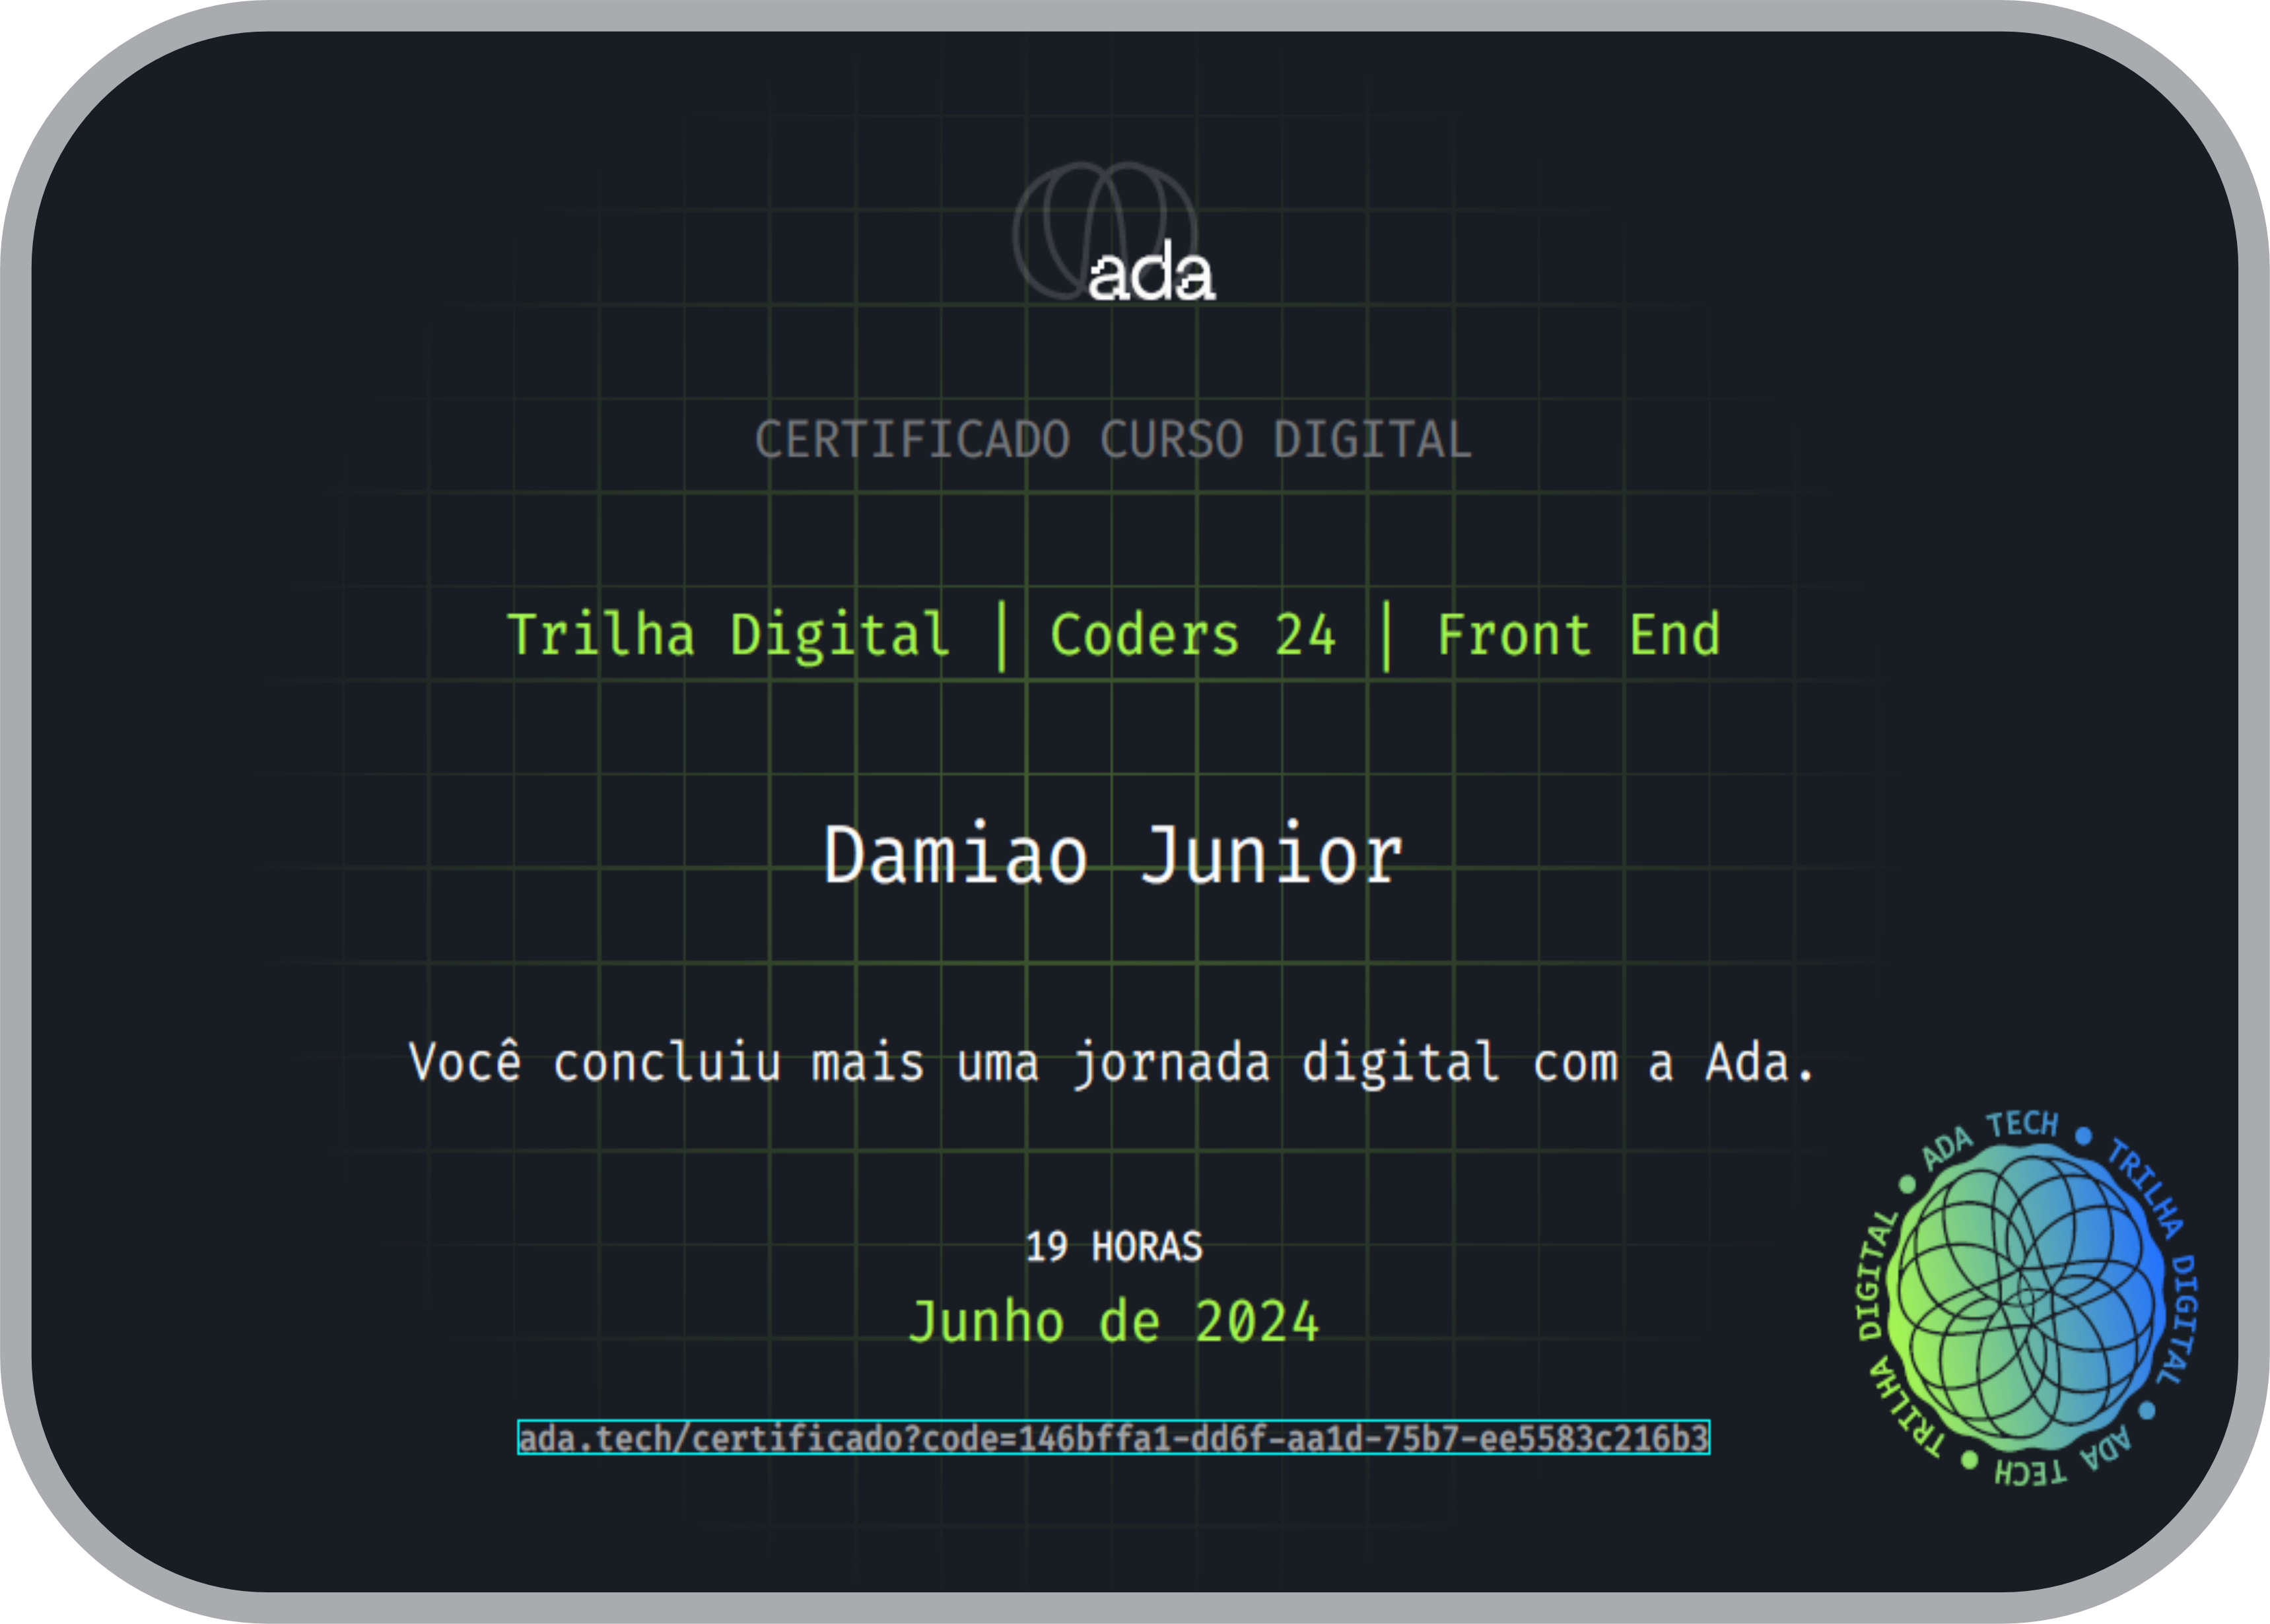 ada
CERTIFICADO CURSO DIGITAL
Trilha Digital | Coders 24 | Front End
Damiao Junior
Você concluiu mais uma jornada digital com a Ada.
19 HORAS
Junho de 2024
ada.tech/certificado?code=146bffa1-dd6f-aa1d-75b7-ee5583c216b3
ADA TECH • TRILHA DIGITAL • ADA TECH • TRILHA DIGITAL •